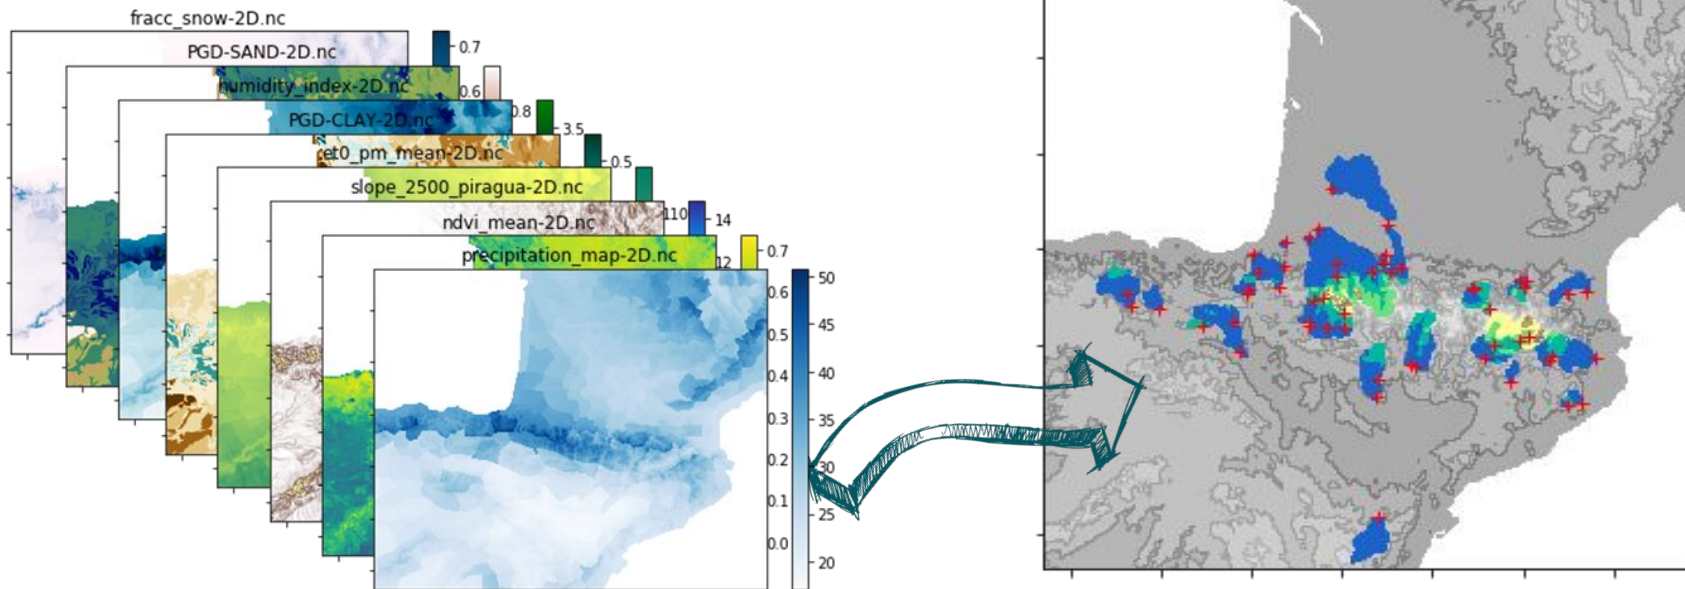 fracc_snow-2D.nc
0.7
PGD-SAND-2D.nc
0.6
humidity_index-2D.nc
0.8
PGD-CLAY-2D.nc
3.5
et0_pm_mean-2D.nc
0.5
slope_2500_piragua-2D.nc
110
14
ndvi_mean-2D.nc
12
0.7
precipitation_map-2D.nc
0.6
0.5
0.4
0.3
0.2
0.1
0.0
50
45
40
35
30
25
20